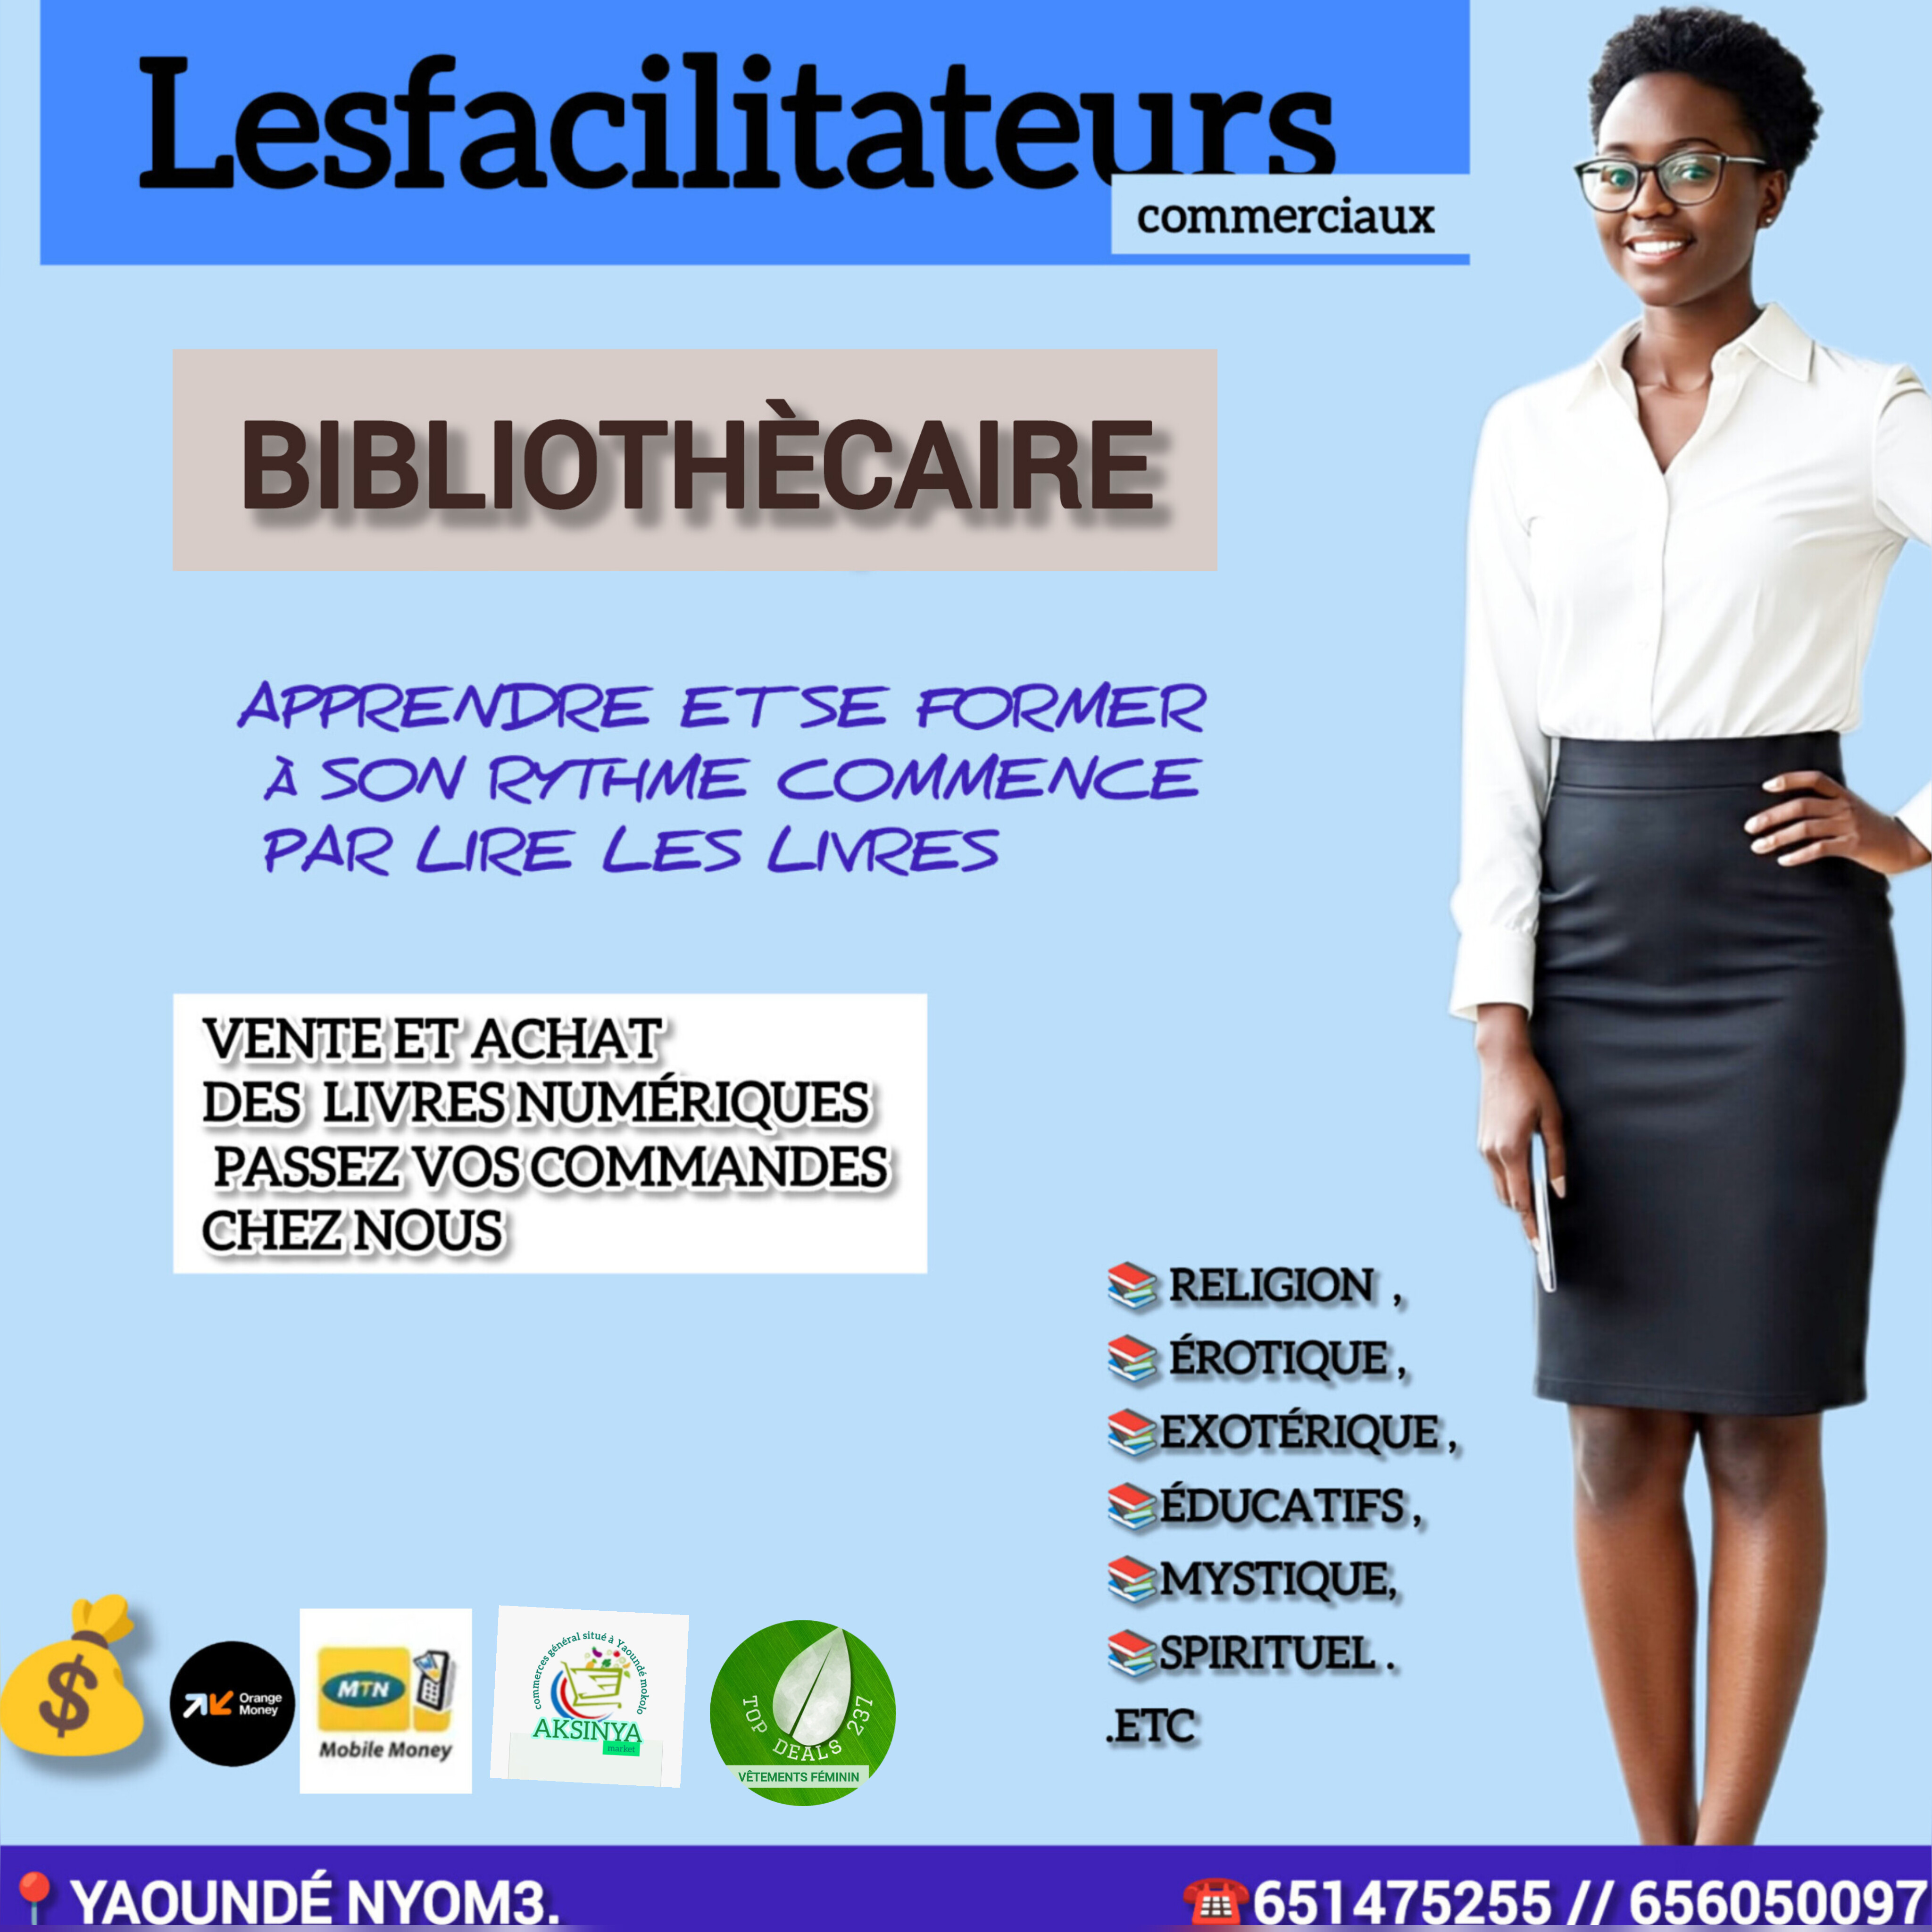 Lesfacilitateurs
commerciaux
BIBLIOTHÈCAIRE
APPRENDRE ET SE FORMER
À SON RYTHME COMMENCE
PAR LIRE LES LIVRES
VENTE ET ACHAT
DES LIVRES NUMÉRIQUES
PASSEZ VOS COMMANDES
CHEZ NOUS
RELIGION ,
ÉROTIQUE ,
EXOTÉRIQUE ,
ÉDUCATIFS ,
MYSTIQUE,
SPIRITUEL .
.ETC
$
Orange
Money
MTN
Mobile Money
commerces général situé à Yaoundé mokolo
AKSINYA
market
TOP DEALS 237
VÊTEMENTS FÉMININ
YAOUNDÉ NYOM3.
651475255 // 656050097